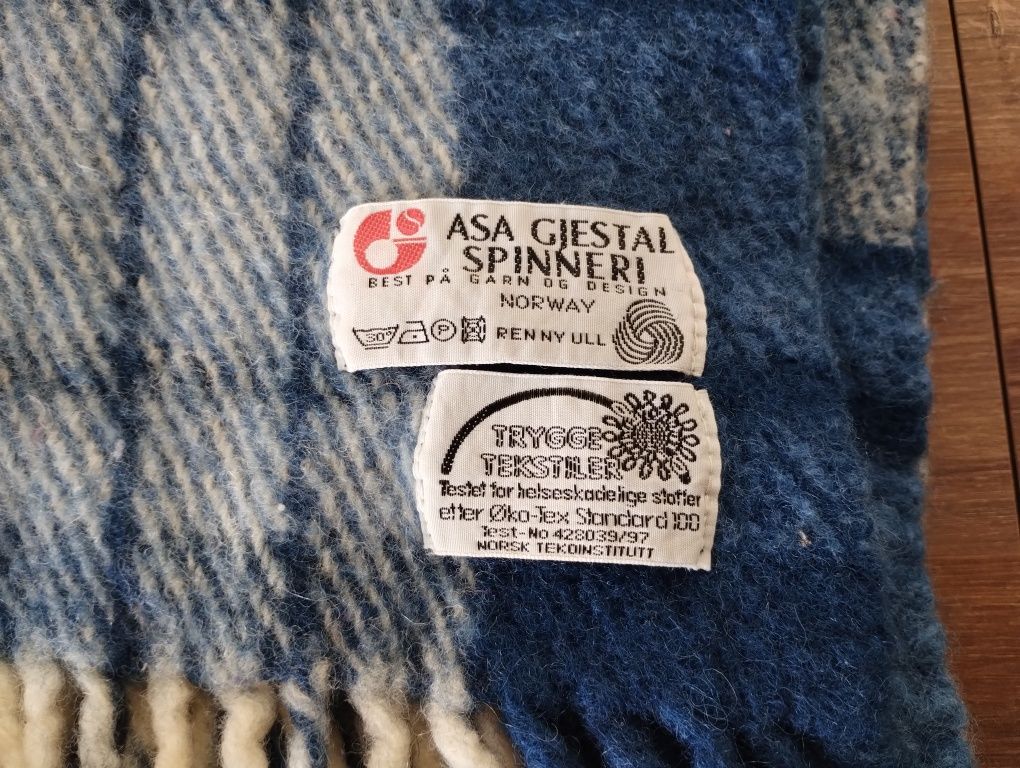 ASA GJESTAL
SPINNERI
BEST PÅ GARN OG DESIGN
NORWAY
30° P REN NY ULL
TRYGGE
TEKSTILER
Testet for helseskadelige stoffer
etter Øko-Tex Standard 100
Test-No 428039/97
NORSK TEKOINSTITUTT